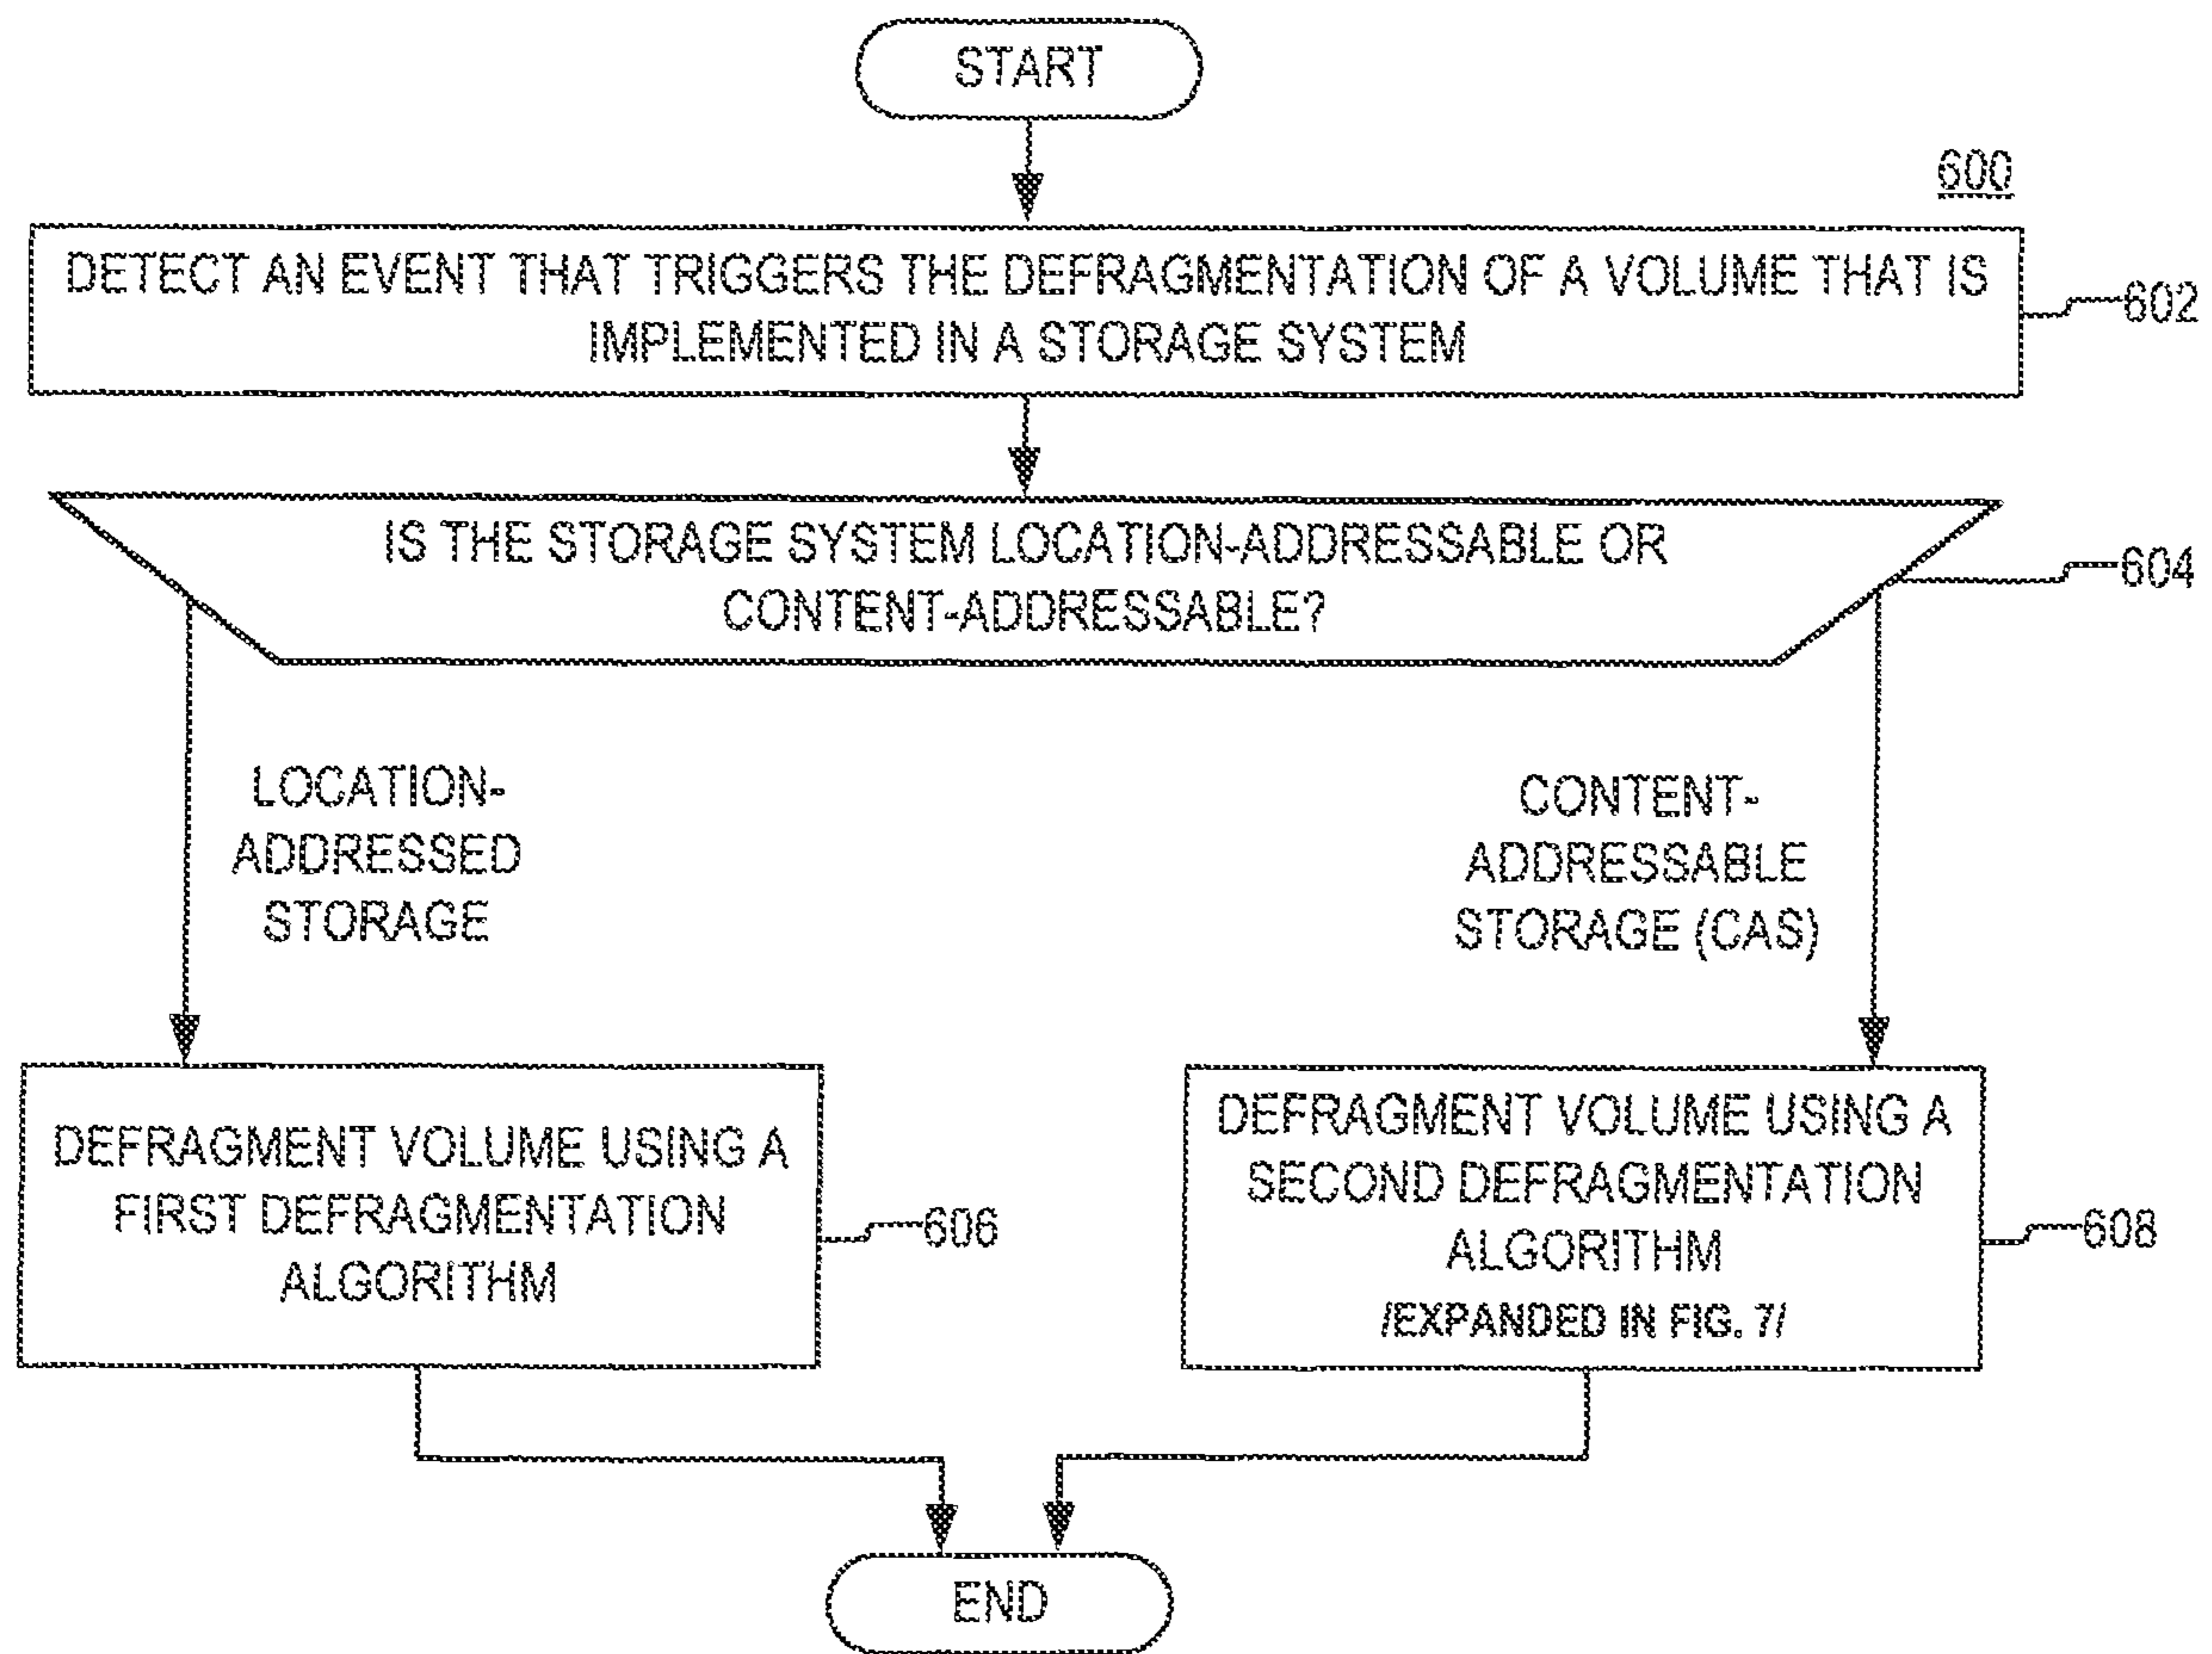 START
600
DETECT AN EVENT THAT TRIGGERS THE DEFRAGMENTATION OF A VOLUME THAT IS
IMPLEMENTED IN A STORAGE SYSTEM
602
IS THE STORAGE SYSTEM LOCATION-ADDRESSABLE OR
CONTENT-ADDRESSABLE?
604
LOCATION-
ADDRESSED
STORAGE
CONTENT-
ADDRESSABLE
STORAGE (CAS)
DEFRAGMENT VOLUME USING A
FIRST DEFRAGMENTATION
ALGORITHM
606
DEFRAGMENT VOLUME USING A
SECOND DEFRAGMENTATION
ALGORITHM
/EXPANDED IN FIG. 7/
608
END